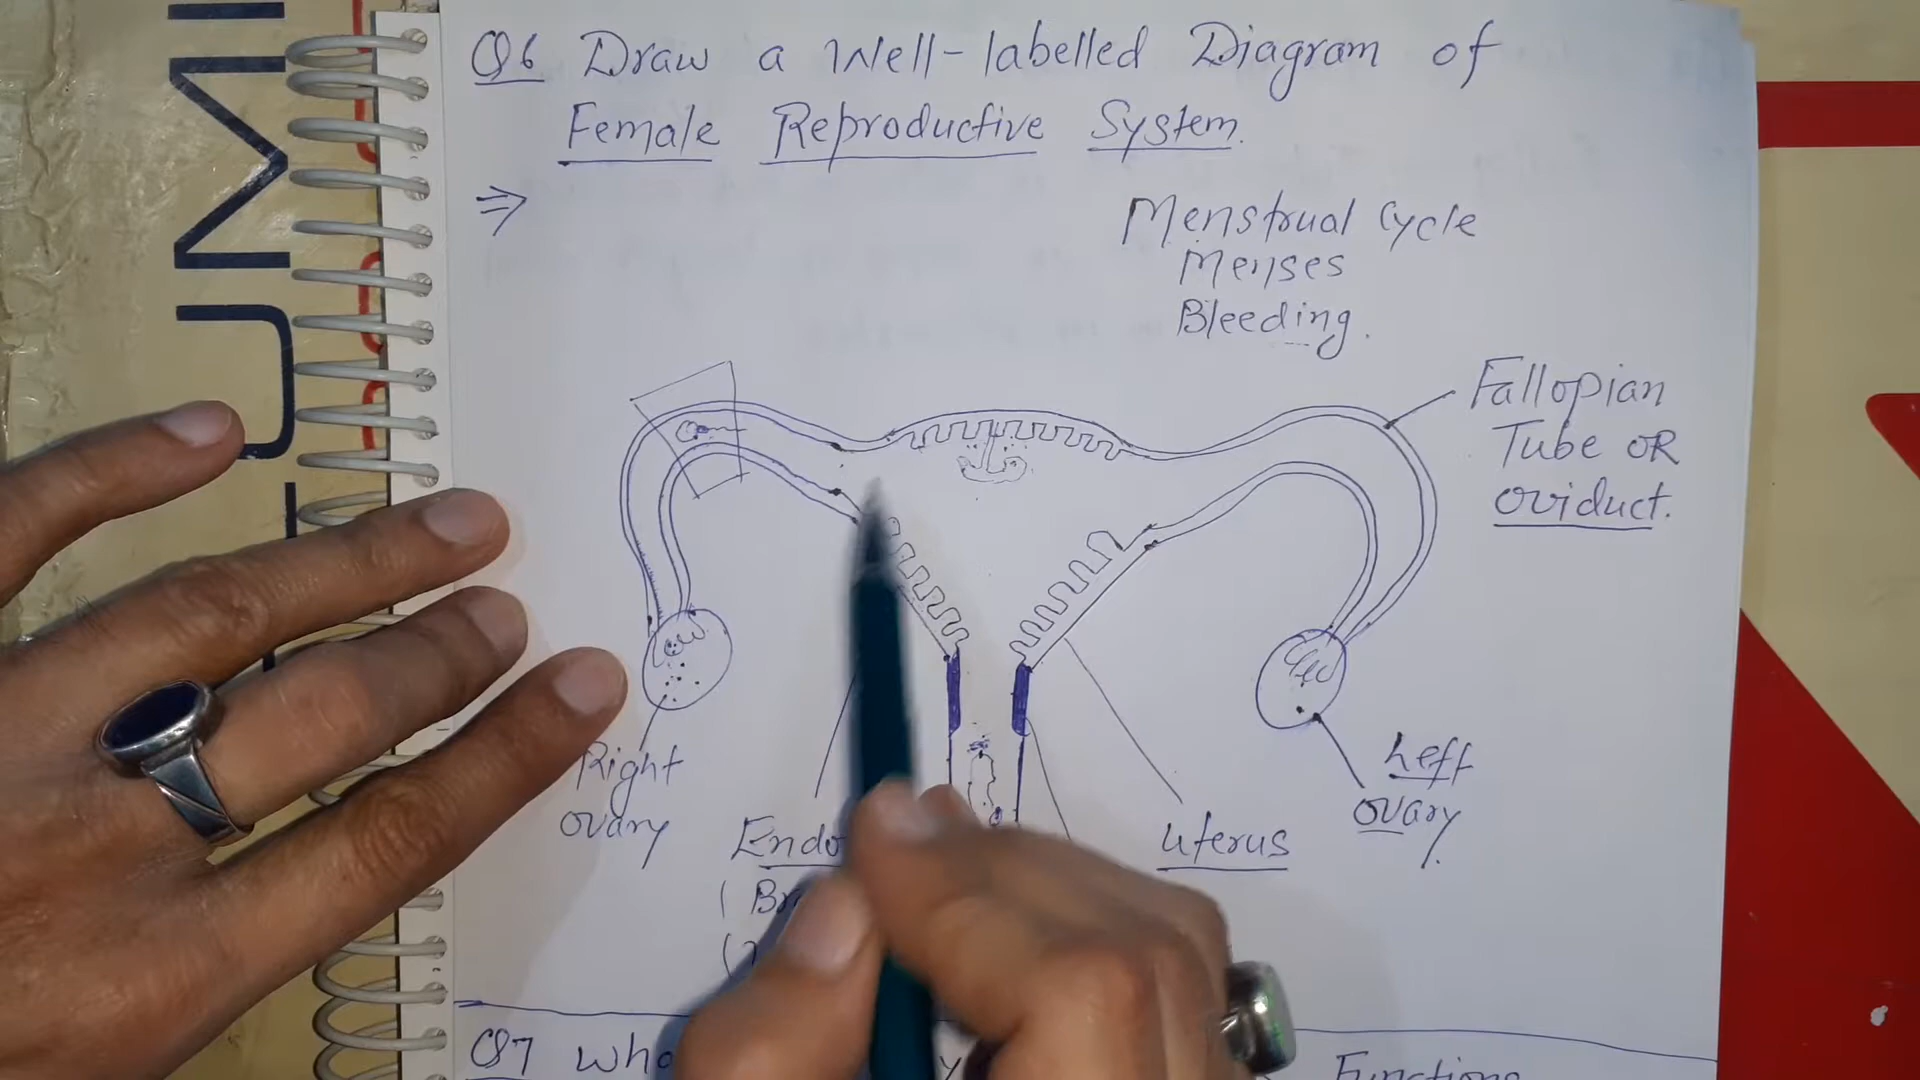 Q6 Draw a Well-labelled Diagram of
Female Reproductive System.
⇒
Menstrual Cycle
Menses
Bleeding.
Fallopian
Tube OR
oviduct.
Right
ovary
Left
ovary.
Uterus
Q7
Functions